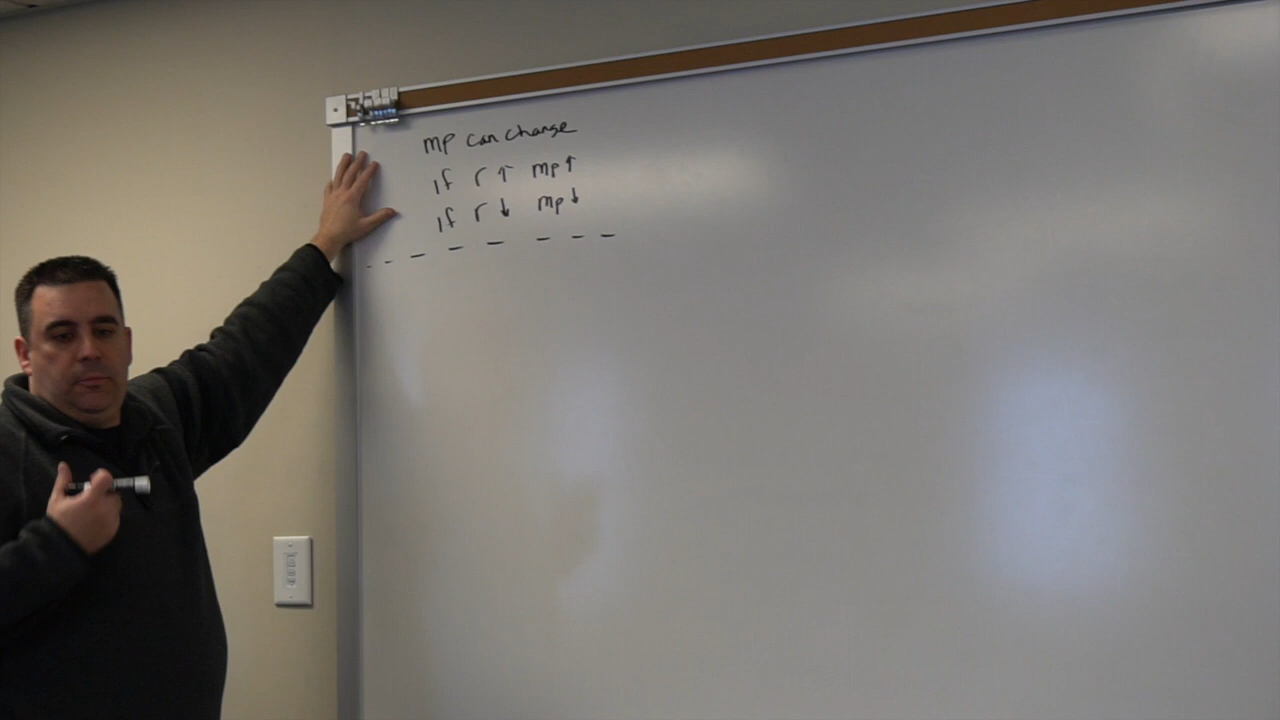 mp can change
If r ↑ mp ↑
If r ↓ mp ↓